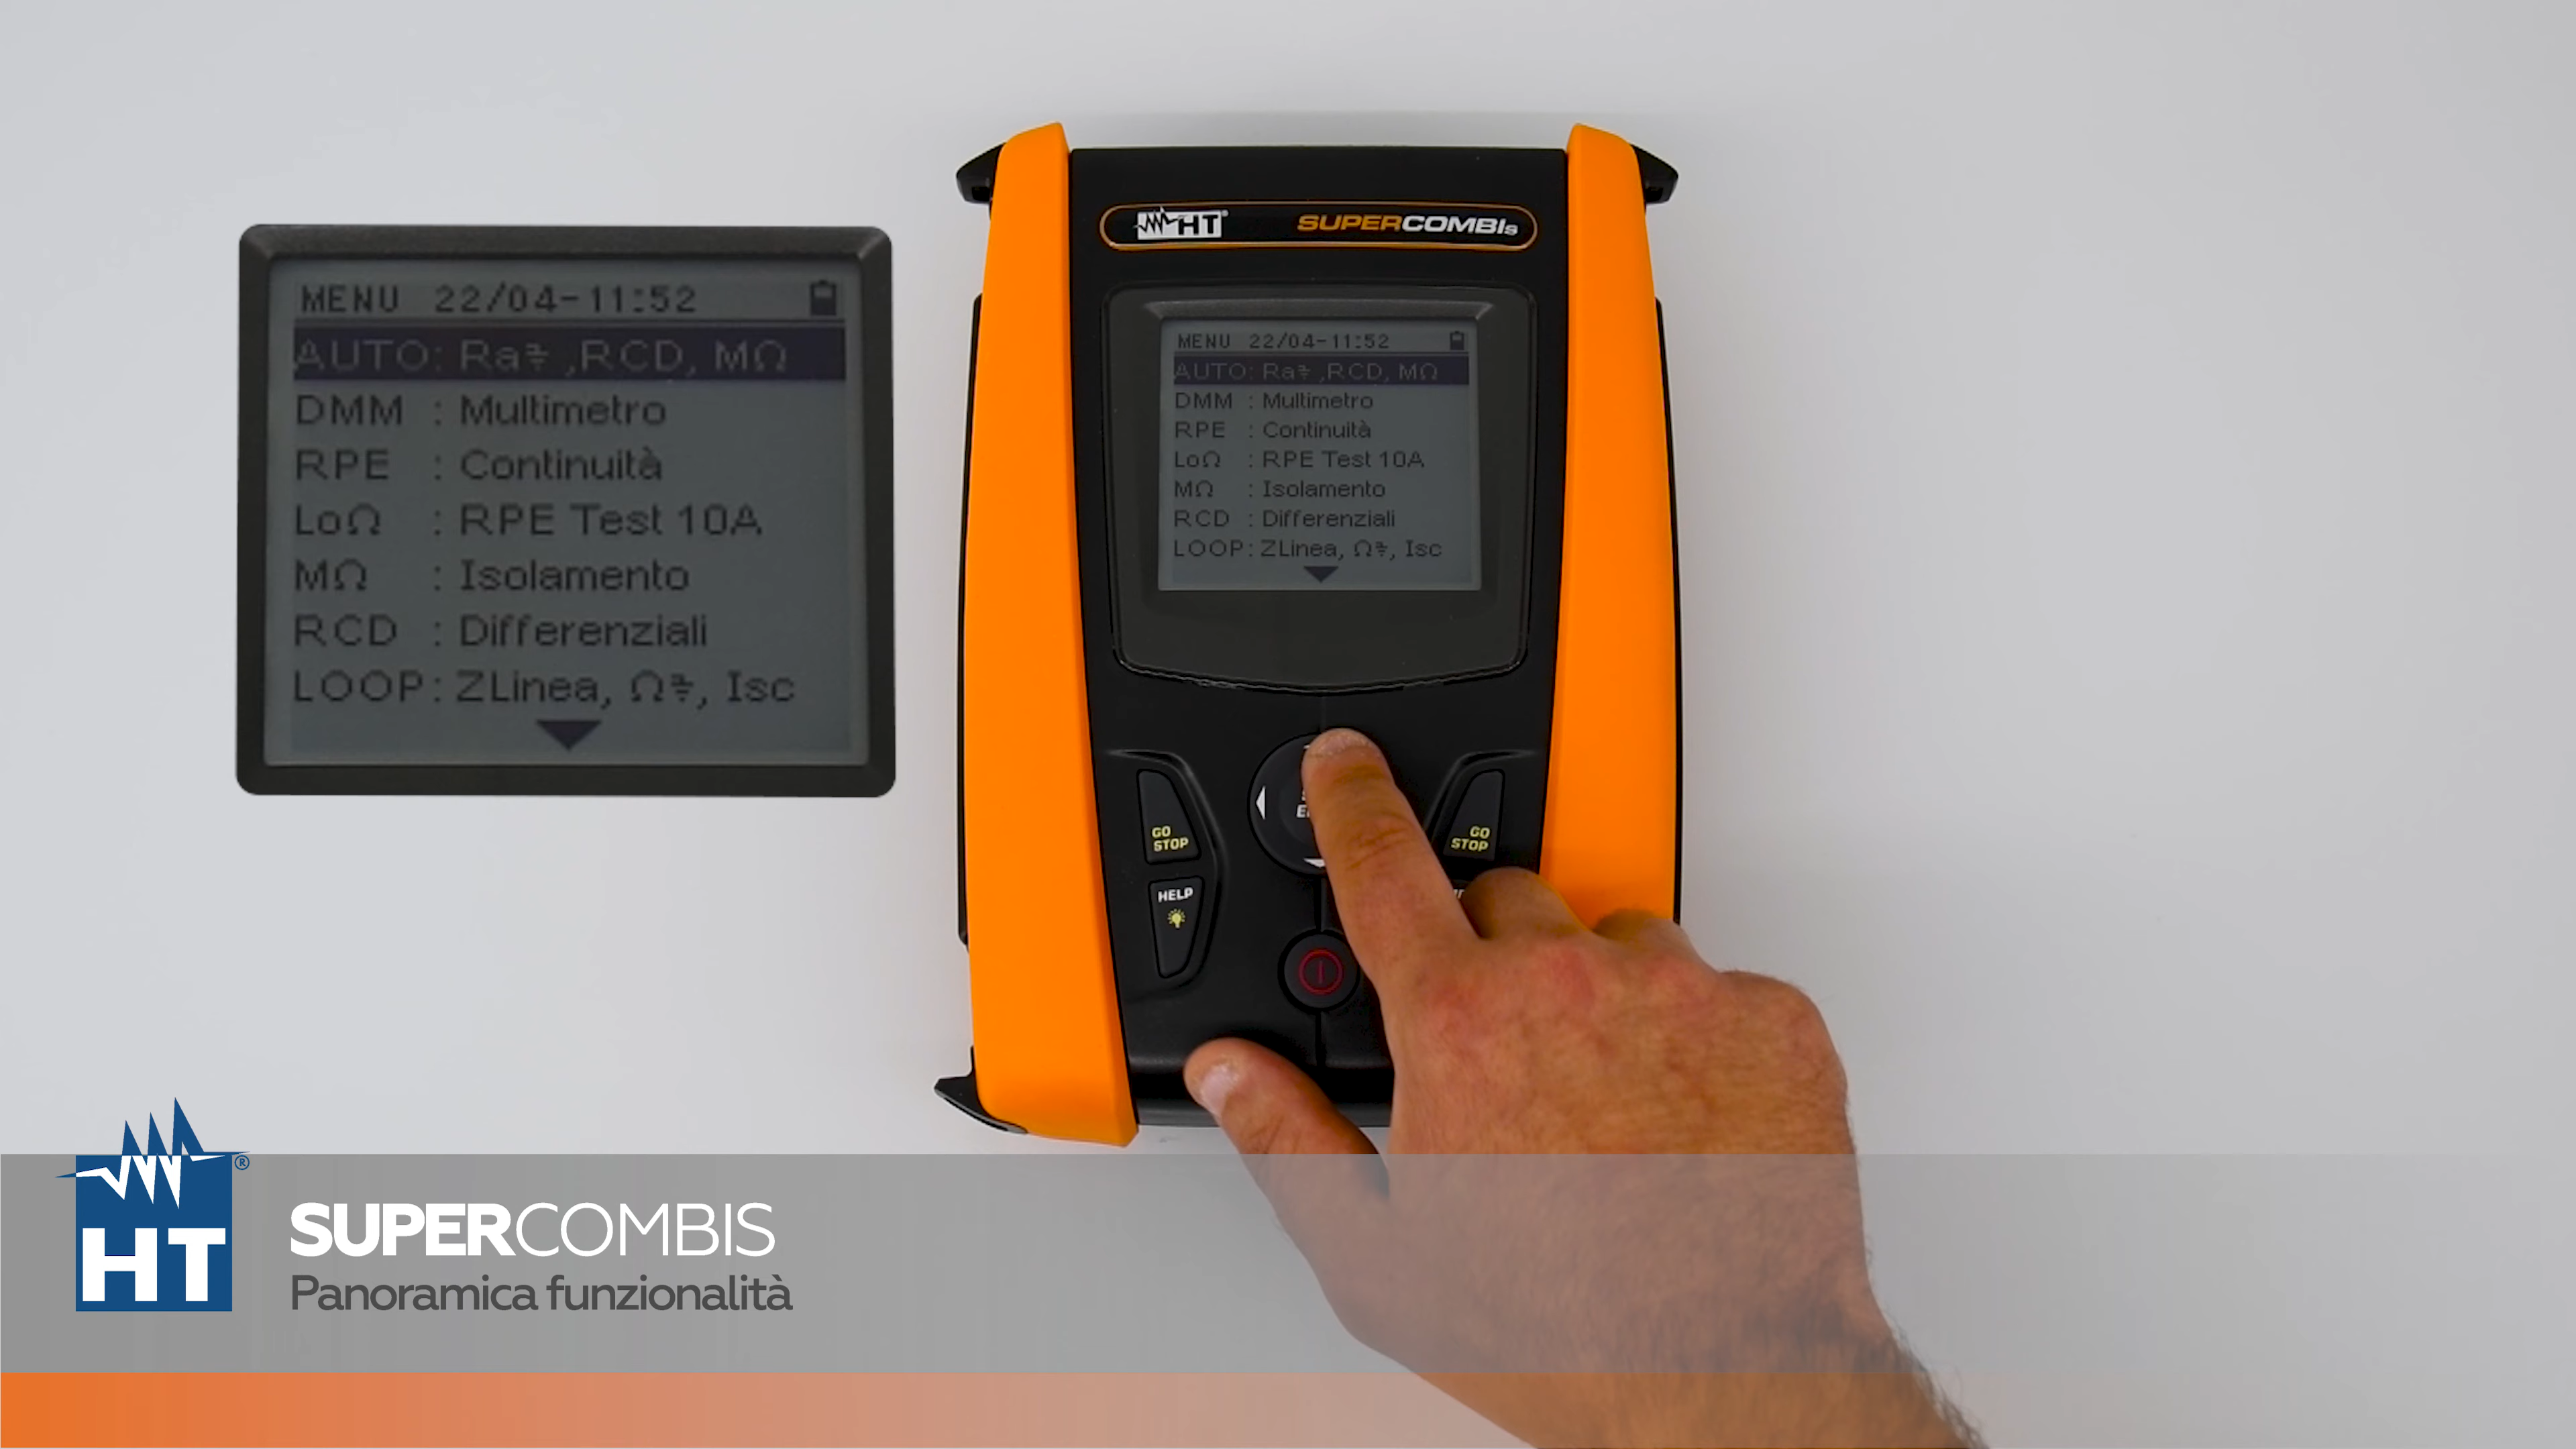 HT
SUPERCOMBIs
MENU 22/04-11:52
AUTO: Ra⏚ ,RCD, MΩ
DMM : Multimetro
RPE : Continuità
LoΩ : RPE Test 10A
MΩ : Isolamento
RCD : Differenziali
LOOP: ZLinea, Ω⏚, Isc
MENU 22/04-11:52
AUTO: Ra⏚ ,RCD, MΩ
DMM : Multimetro
RPE : Continuità
LoΩ : RPE Test 10A
MΩ : Isolamento
RCD : Differenziali
LOOP: ZLinea, Ω⏚, Isc
GO
STOP
GO
STOP
HELP
HT®
SUPERCOMBIS
Panoramica funzionalità